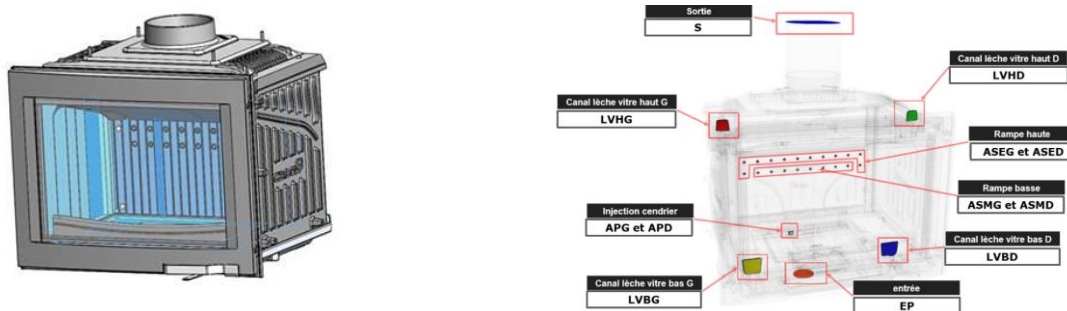 Sortie
S
Canal lèche vitre haut D
LVHD
Canal lèche vitre haut G
LVHG
Rampe haute
ASEG et ASED
Rampe basse
ASMG et ASMD
Injection cendrier
APG et APD
Canal lèche vitre bas D
LVBD
Canal lèche vitre bas G
LVBG
entrée
EP